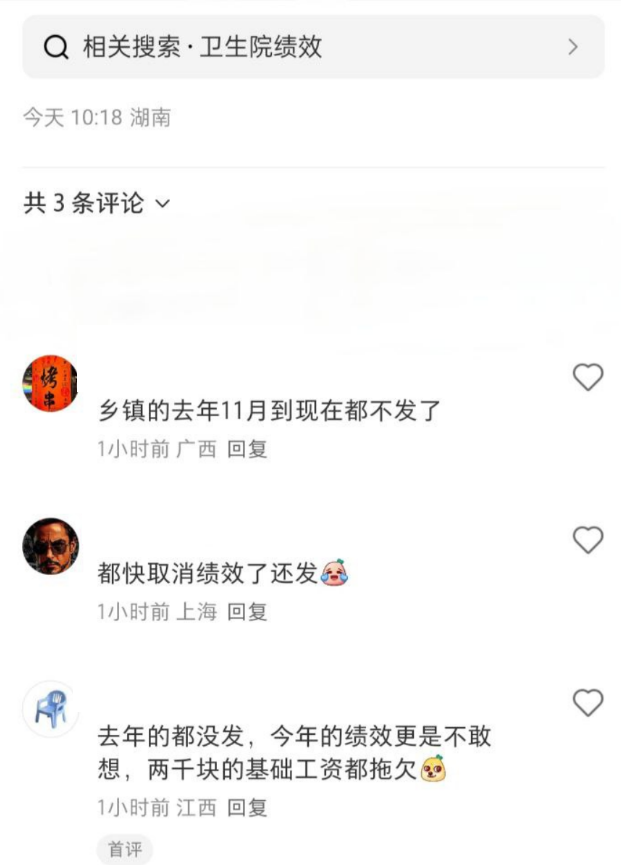 相关搜索·卫生院绩效
今天 10:18 湖南
共 3 条评论
烤串
乡镇的去年11月到现在都不发了
1小时前 广西 回复
都快取消绩效了还发
1小时前 上海 回复
去年的都没发，今年的绩效更是不敢
想，两千块的基础工资都拖欠
1小时前 江西 回复
首评